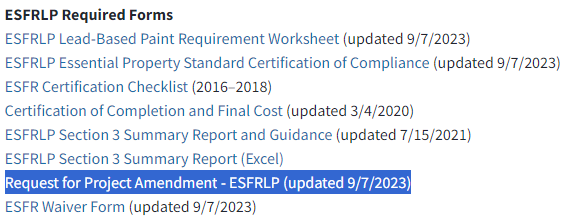 ESFRLP Required Forms
ESFRLP Lead-Based Paint Requirement Worksheet (updated 9/7/2023)
ESFRLP Essential Property Standard Certification of Compliance (updated 9/7/2023)
ESFR Certification Checklist (2016–2018)
Certification of Completion and Final Cost (updated 3/4/2020)
ESFRLP Section 3 Summary Report and Guidance (updated 7/15/2021)
ESFRLP Section 3 Summary Report (Excel)
Request for Project Amendment - ESFRLP (updated 9/7/2023)
ESFR Waiver Form (updated 9/7/2023)